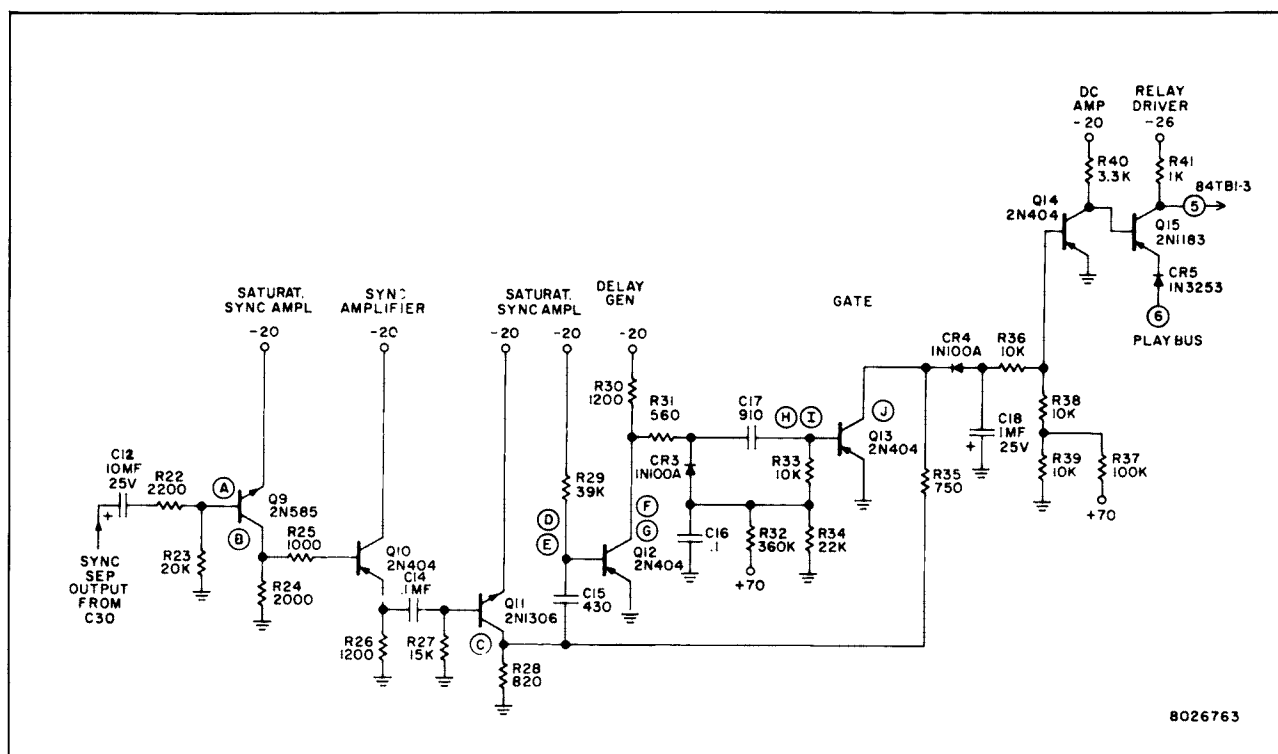 DC
AMP
-20
RELAY
DRIVER
-26
R40
3.3K
R41
1K
84TB1-3
5
Q14
2N404
Q15
2N1183
CR5
1N3253
6
PLAY BUS
SATURAT.
SYNC AMPL
-20
SYNC
AMPLIFIER
-20
SATURAT.
SYNC AMPL
-20
-20
DELAY
GEN
-20
GATE
R30
1200
R31
560
C17
910
H I
J
Q13
2N404
CR4
1N100A
R36
10K
C18
1MF
25V
+
R38
10K
R39
10K
R37
100K
+70
R35
750
CR3
1N100A
R33
10K
C16
.1
R32
360K
+70
R34
22K
R29
39K
D
E
F
G
Q12
2N404
C15
430
C12
10MF
25V
+
R22
2200
A
Q9
2N585
B
R25
1000
R23
20K
R24
2000
SYNC
SEP
OUTPUT
FROM
C30
Q10
2N404
C14
.1MF
R26
1200
R27
15K
Q11
2N1306
C
R28
820
8026763